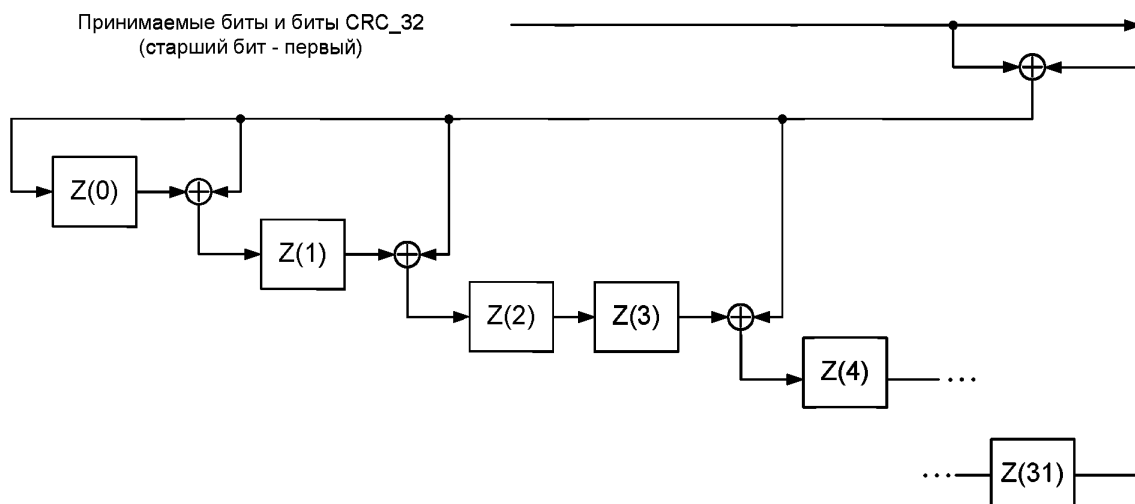 Принимаемые биты и биты CRC_32
(старший бит - первый)
Z(0)
Z(1)
Z(2)
Z(3)
Z(4)
...
...
Z(31)